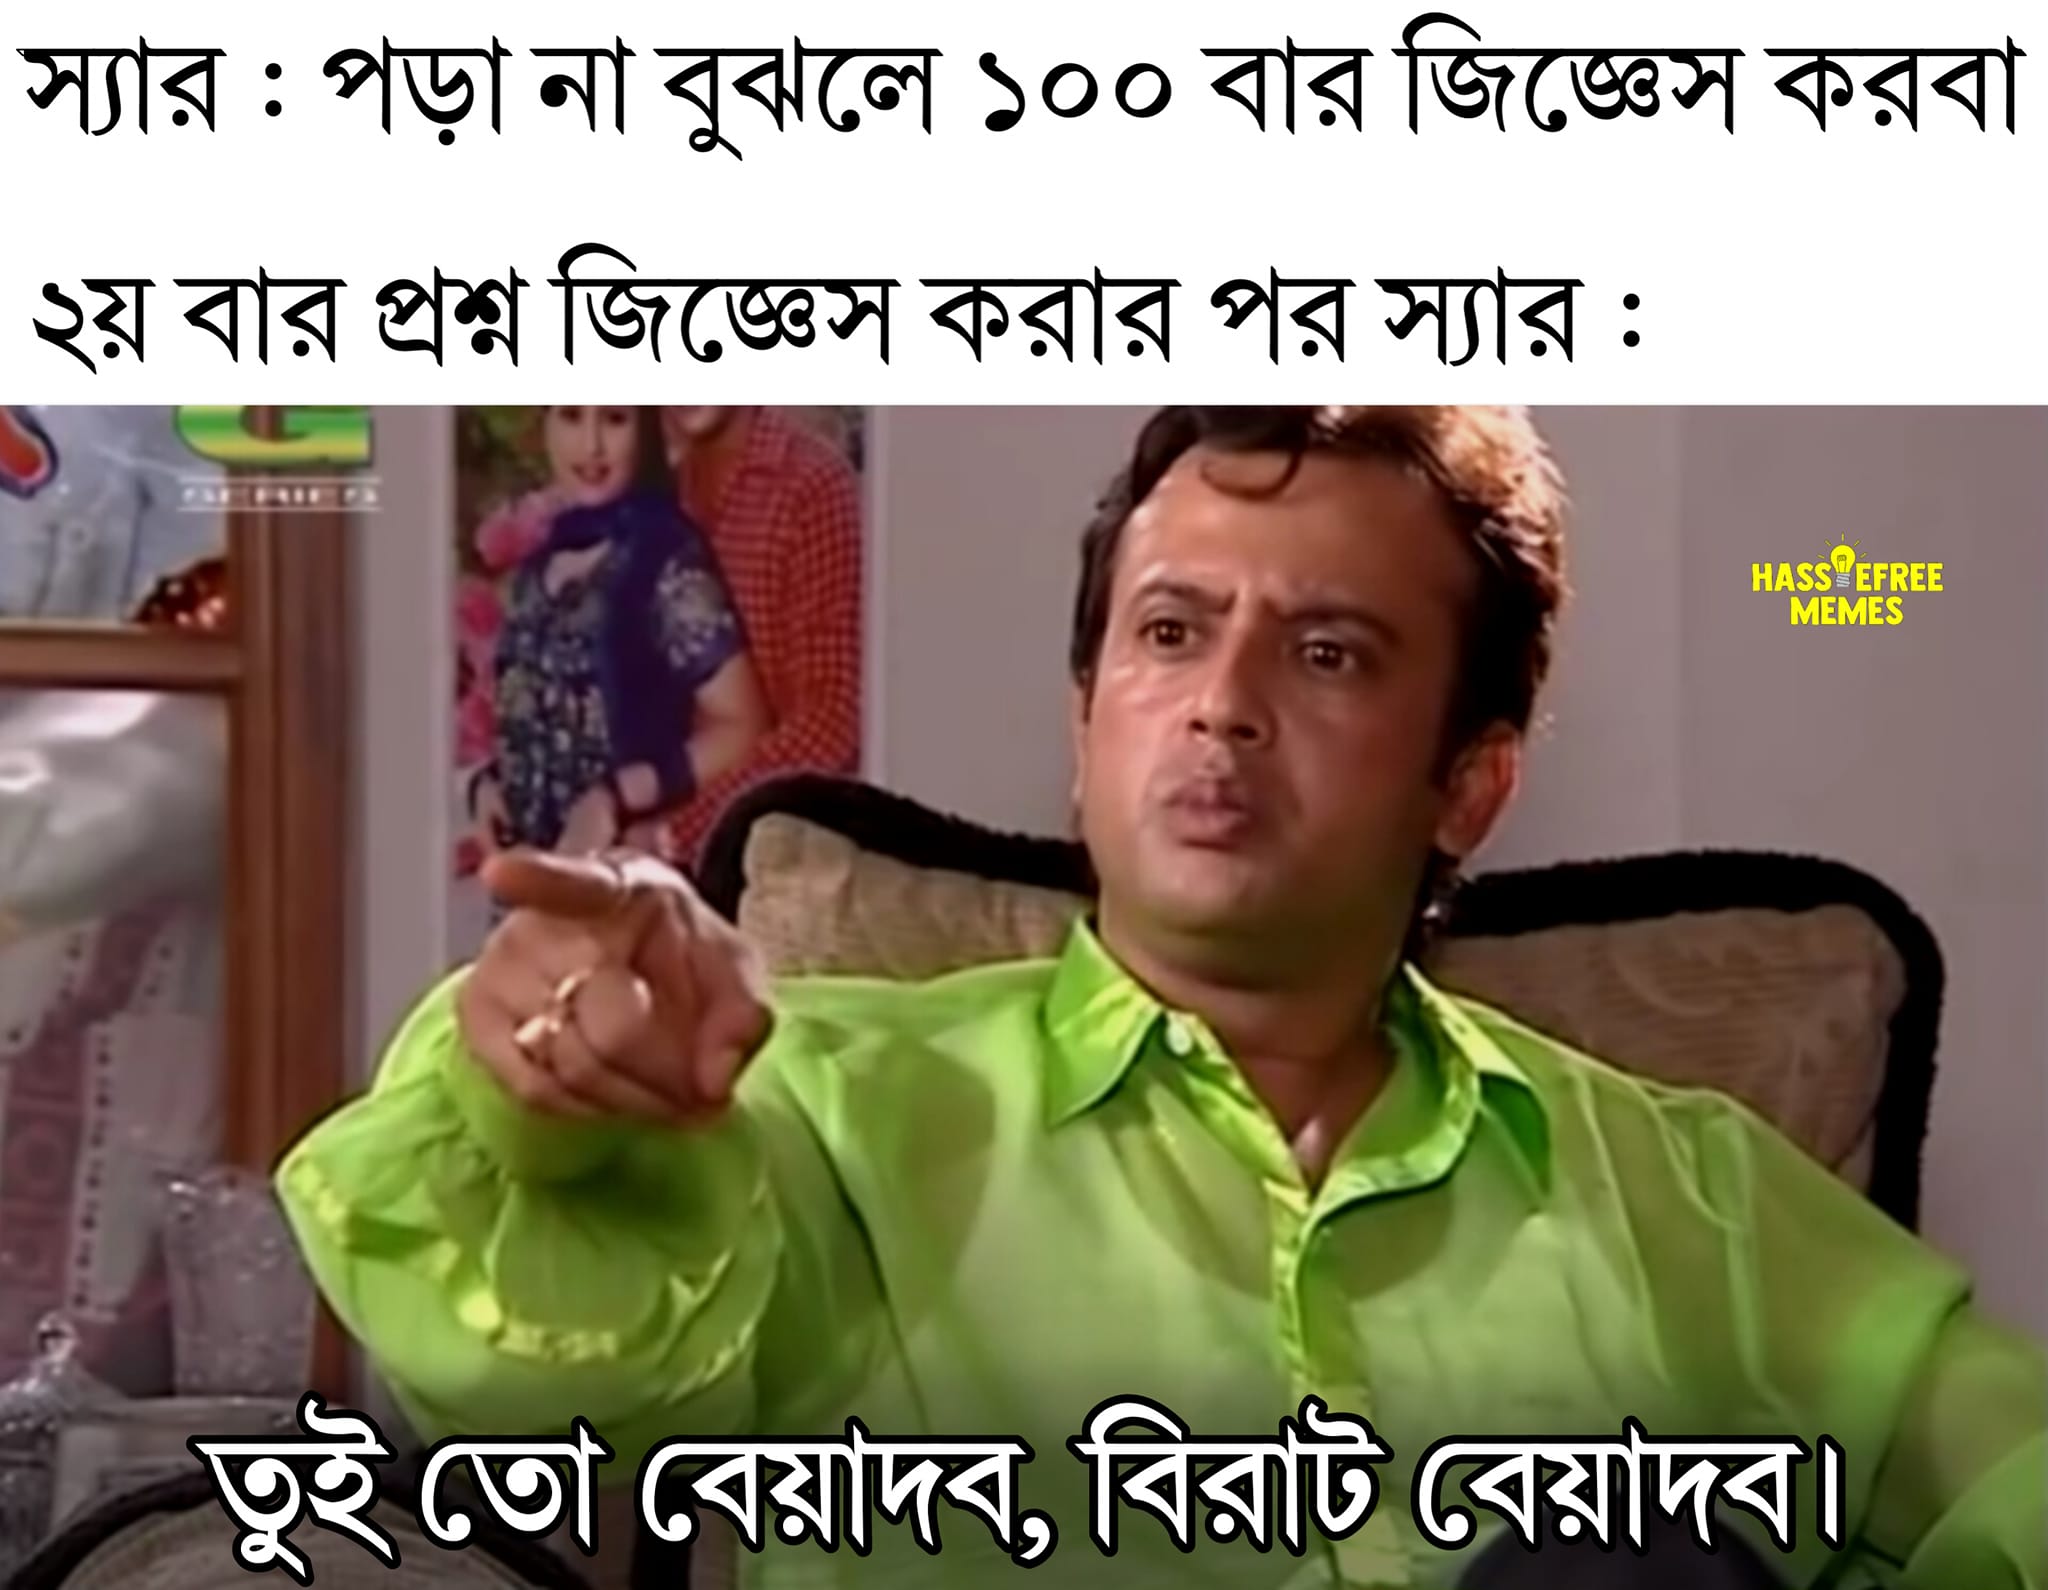 স্যার : পড়া না বুঝলে ১০০ বার জিজ্ঞেস করবা
২য় বার প্রশ্ন জিজ্ঞেস করার পর স্যার :
HASSLEFREE
MEMES
তুই তো বেয়াদব, বিরাট বেয়াদব।